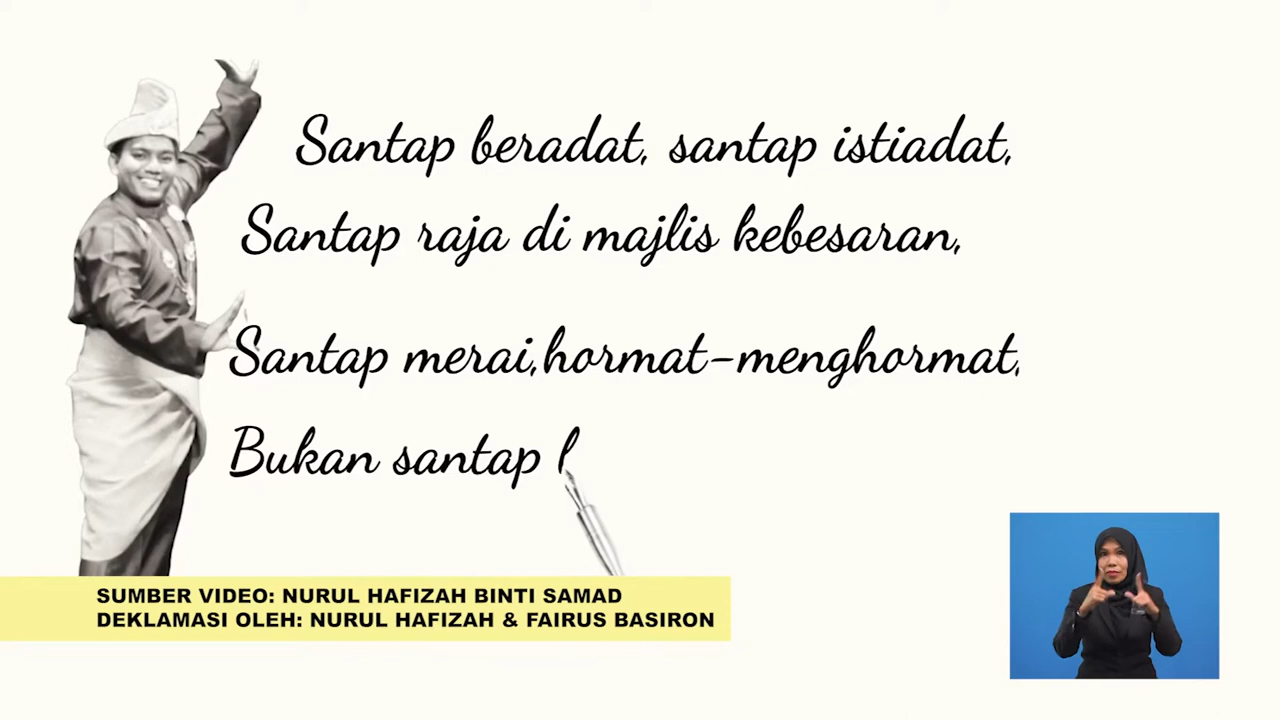 Santap beradat, santap istiadat,
Santap raja di majlis kebesaran,
Santap merai,hormat-menghormat,
Bukan santap
SUMBER VIDEO: NURUL HAFIZAH BINTI SAMAD
DEKLAMASI OLEH: NURUL HAFIZAH & FAIRUS BASIRON